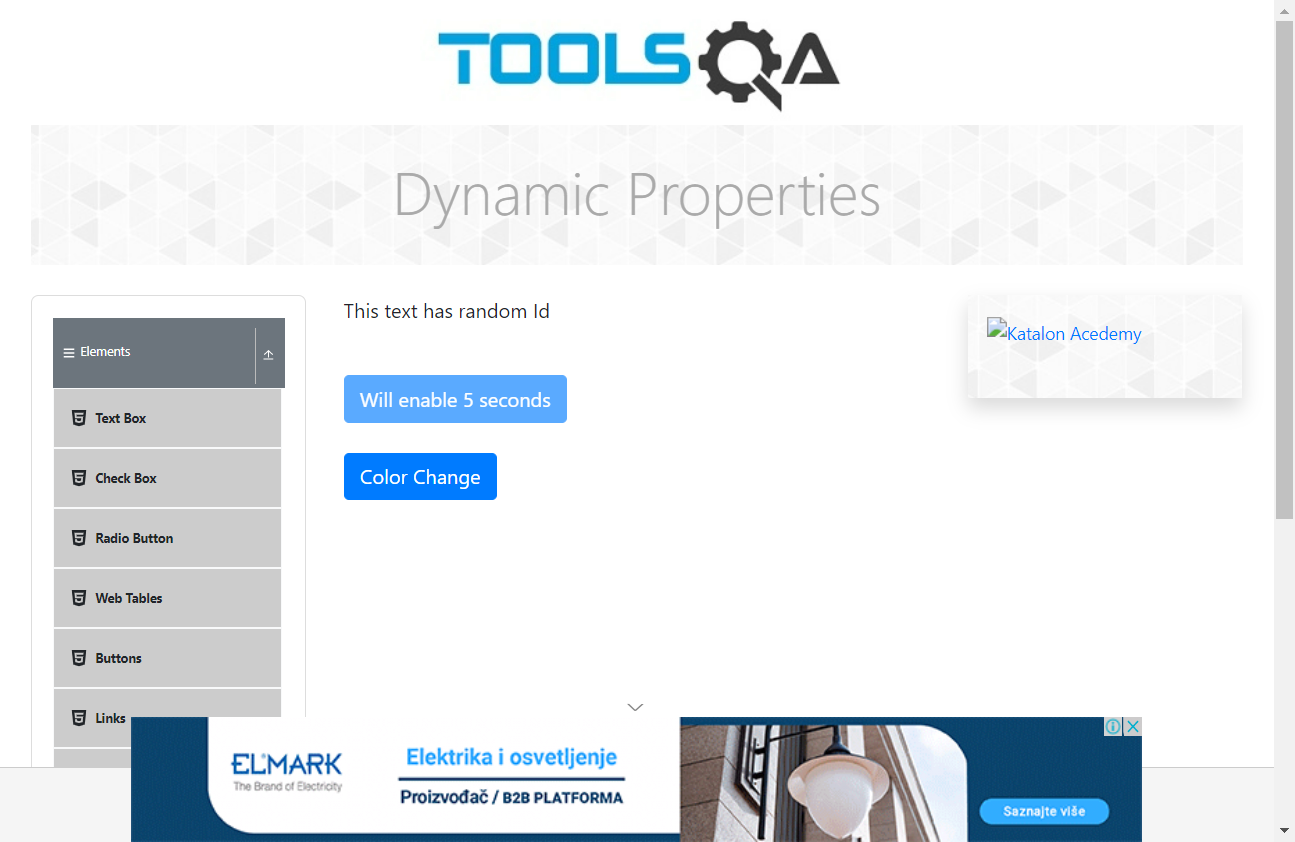 TOOLSQA
Dynamic Properties
Elements
Text Box
Check Box
Radio Button
Web Tables
Buttons
Links
This text has random Id
Will enable 5 seconds
Color Change
Katalon Acedemy
ELMARK
The Brand of Electricity
Elektrika i osvetljenje
Proizvođač / B2B PLATFORMA
Saznajte više